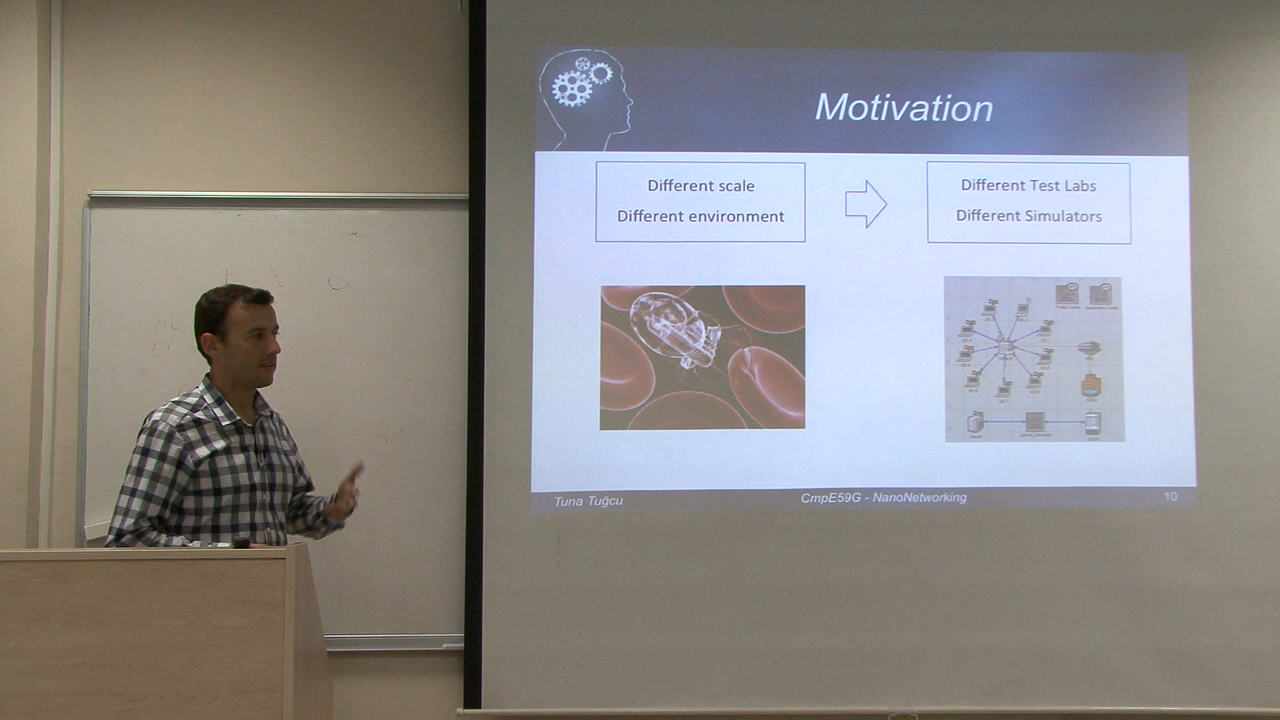 Motivation
Different scale
Different environment
Different Test Labs
Different Simulators
Tuna Tuğcu
CmpE59G - NanoNetworking
10